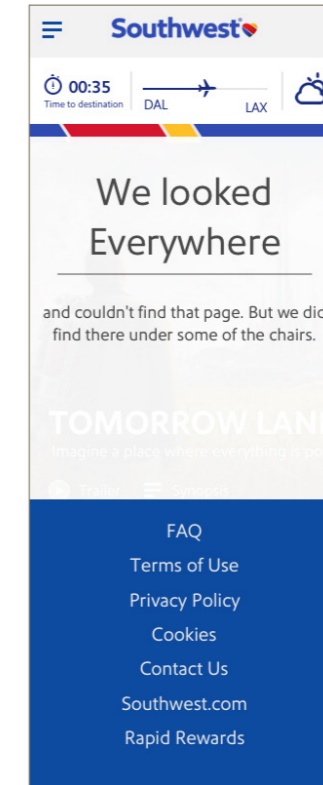 Southwest
00:35
Time to destination
DAL
LAX
We looked
Everywhere
and couldn't find that page. But we did
find there under some of the chairs.
TOMORROW LAND
Imagine a place where everything is
Trailer
Synopsis
FAQ
Terms of Use
Privacy Policy
Cookies
Contact Us
Southwest.com
Rapid Rewards